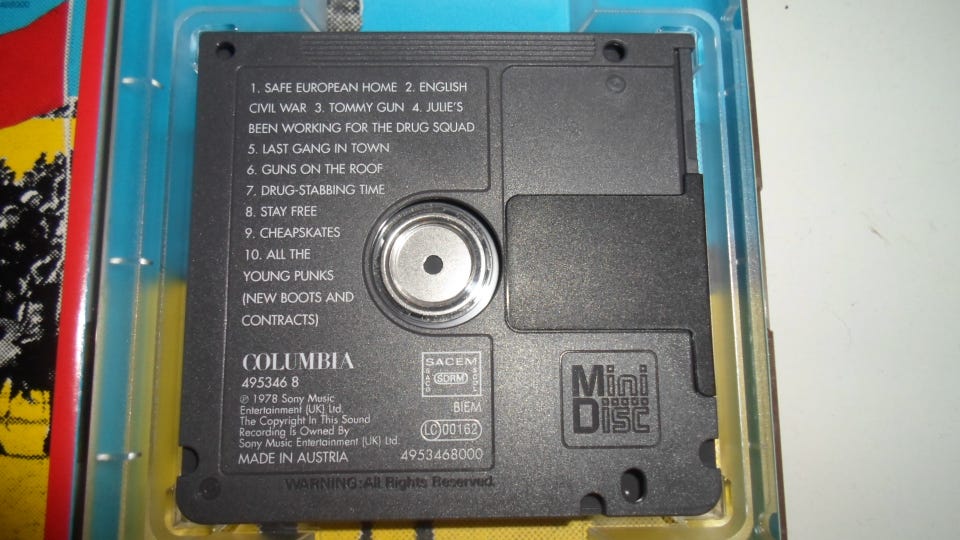 1. SAFE EUROPEAN HOME 2. ENGLISH
CIVIL WAR 3. TOMMY GUN 4. JULIE'S
BEEN WORKING FOR THE DRUG SQUAD
5. LAST GANG IN TOWN
6. GUNS ON THE ROOF
7. DRUG-STABBING TIME
8. STAY FREE
9. CHEAPSKATES
10. ALL THE
YOUNG PUNKS
(NEW BOOTS AND
CONTRACTS)
COLUMBIA
495346 8
℗ 1978 Sony Music
Entertainment (UK) Ltd.
The Copyright In This Sound
Recording is Owned By
Sony Music Entertainment (UK) Ltd.
MADE IN AUSTRIA
SACEM
SACD
SDRM
SGDL
BIEM
LC 00162
4953468000
WARNING:All Rights Reserved.
Mini
Disc